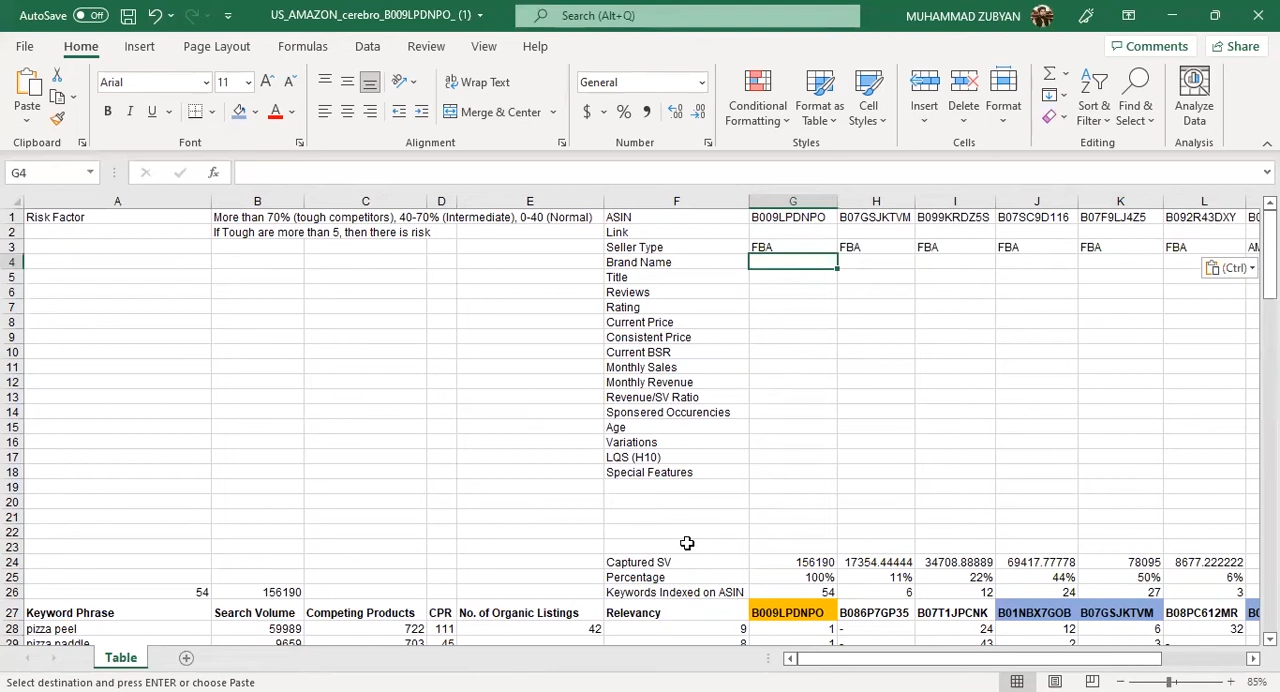 AutoSave Off US_AMAZON_cerebro_B009LPDNPO_ (1) Search (Alt+Q) MUHAMMAD ZUBYAN
File Home Insert Page Layout Formulas Data Review View Help Comments Share
Arial 11 Wrap Text General
Paste Merge & Center $ % Conditional Formatting Format as Table Cell Styles Insert Delete Format Sort & Filter Find & Select Analyze Data
Clipboard Font Alignment Number Styles Cells Editing Analysis
G4 fx
A B C D E F G H I J K L
1 Risk Factor More than 70% (tough competitors), 40-70% (Intermediate), 0-40 (Normal) ASIN B009LPDNPO B07GSJKTVM B099KRDZ5S B07SC9D116 B07F9LJ4Z5 B092R43DXY
2 If Tough are more than 5, then there is risk Link
3 Seller Type FBA FBA FBA FBA FBA FBA
4 Brand Name (Ctrl)
5 Title
6 Reviews
7 Rating
8 Current Price
9 Consistent Price
10 Current BSR
11 Monthly Sales
12 Monthly Revenue
13 Revenue/SV Ratio
14 Sponsered Occurencies
15 Age
16 Variations
17 LQS (H10)
18 Special Features
19
20
21
22
23
24 Captured SV 156190 17354.44444 34708.88889 69417.77778 78095 8677.222222
25 Percentage 100% 11% 22% 44% 50% 6%
26 54 156190 Keywords Indexed on ASIN 54 6 12 24 27 3
27 Keyword Phrase Search Volume Competing Products CPR No. of Organic Listings Relevancy B009LPDNPO B086P7GP35 B07T1JPCNK B01NBX7GOB B07GSJKTVM B08PC612MR
28 pizza peel 59989 722 111 42 9 1 - 24 12 6 32
29 pizza paddle 9659 703 45 8 1 - 43 2 3 -
Table
Select destination and press ENTER or choose Paste 85%